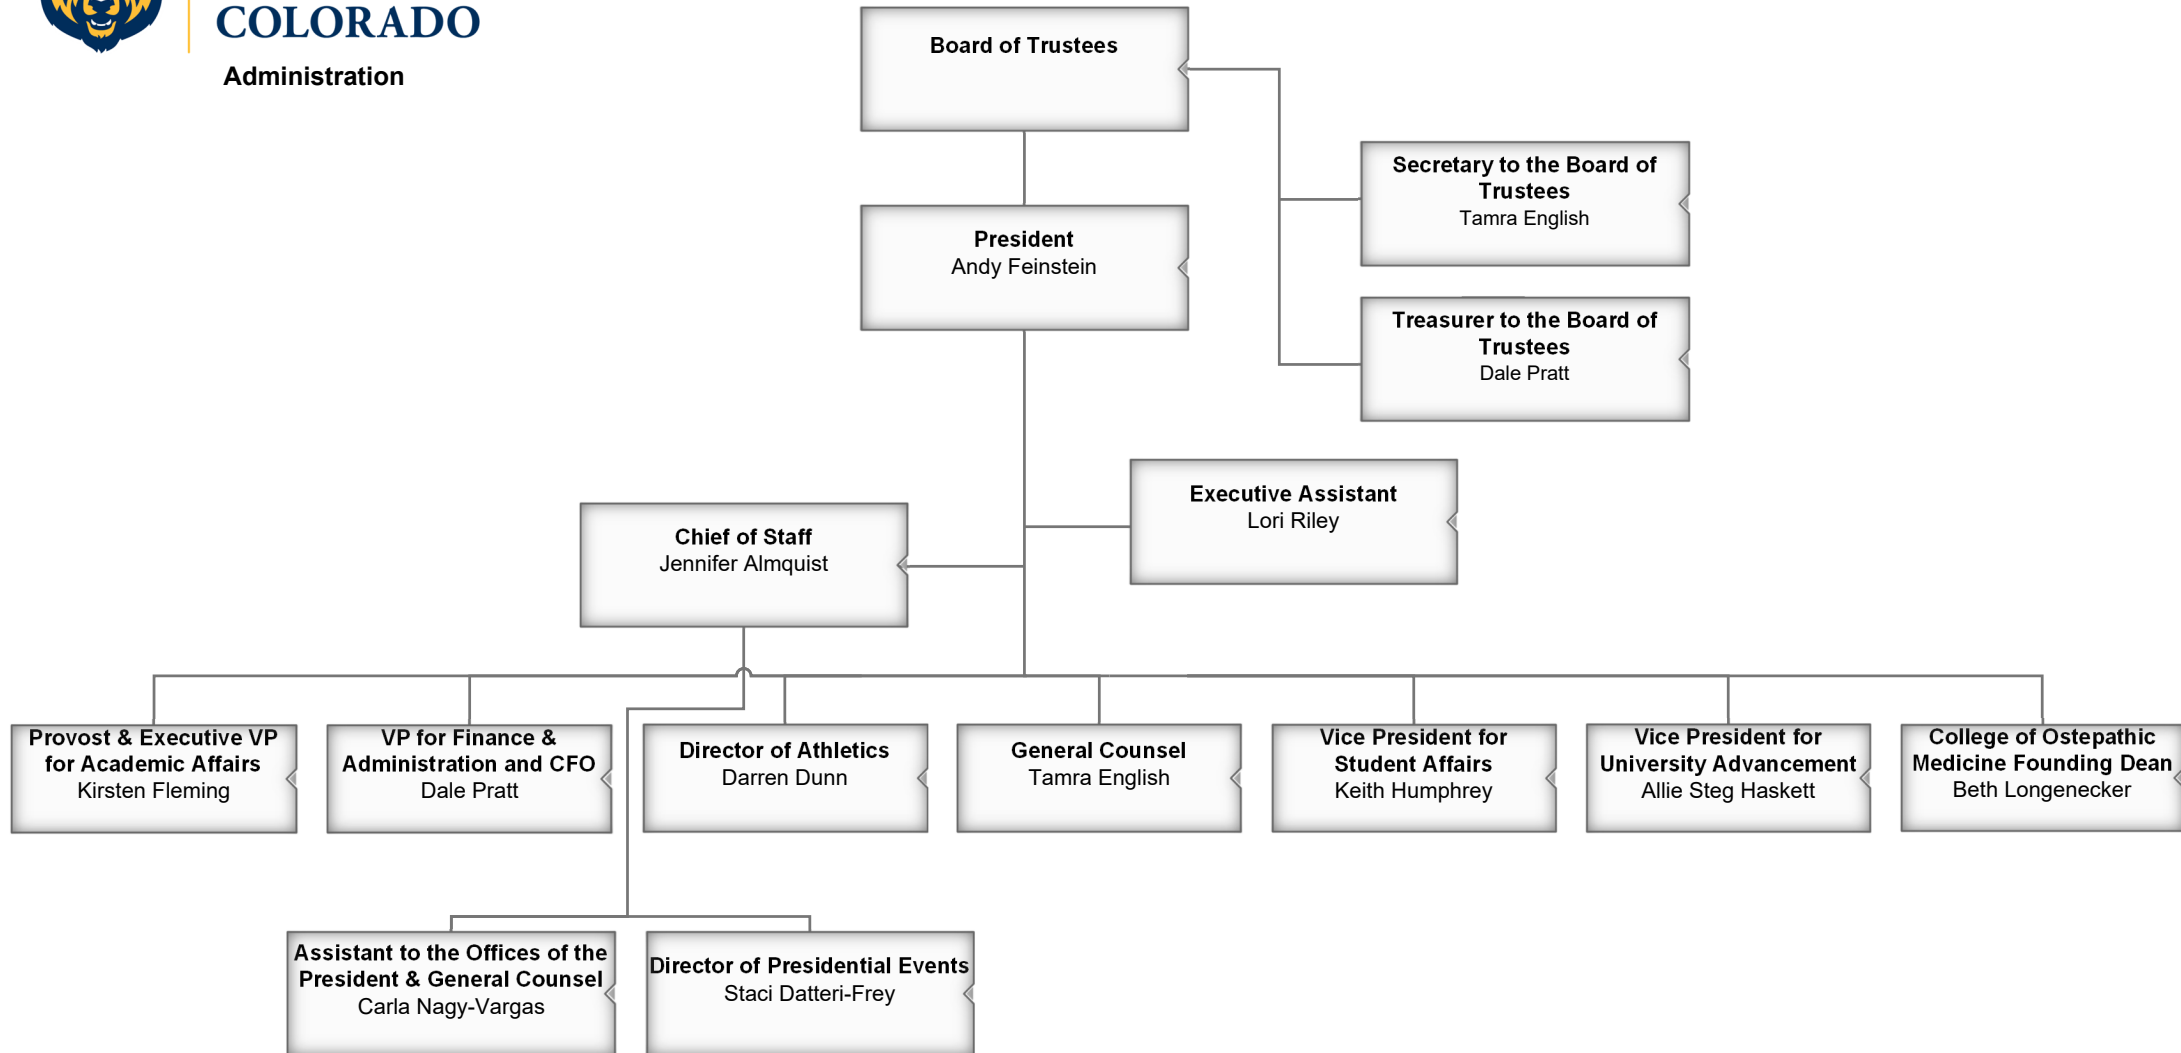 COLORADO
Administration
Board of Trustees
Secretary to the Board of
Trustees
Tamra English
President
Andy Feinstein
Treasurer to the Board of
Trustees
Dale Pratt
Executive Assistant
Lori Riley
Chief of Staff
Jennifer Almquist
Provost & Executive VP
for Academic Affairs
Kirsten Fleming
VP for Finance &
Administration and CFO
Dale Pratt
Director of Athletics
Darren Dunn
General Counsel
Tamra English
Vice President for
Student Affairs
Keith Humphrey
Vice President for
University Advancement
Allie Steg Haskett
College of Ostepathic
Medicine Founding Dean
Beth Longenecker
Assistant to the Offices of the
President & General Counsel
Carla Nagy-Vargas
Director of Presidential Events
Staci Datteri-Frey